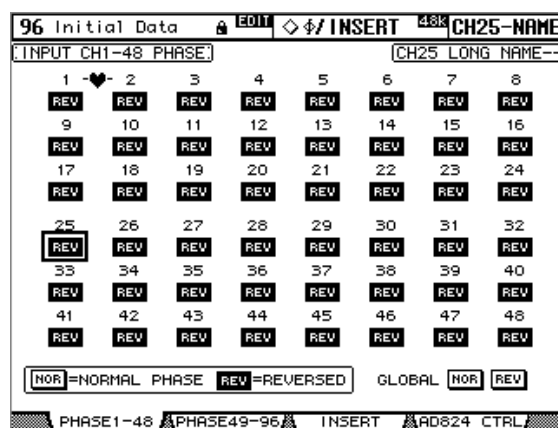 96 Initial Data EDIT ϕ/INSERT 48K CH25-NAME
INPUT CH1-48 PHASE CH25 LONG NAME--
1 2 3 4 5 6 7 8
REV REV REV REV REV REV REV REV
9 10 11 12 13 14 15 16
REV REV REV REV REV REV REV REV
17 18 19 20 21 22 23 24
REV REV REV REV REV REV REV REV
25 26 27 28 29 30 31 32
REV REV REV REV REV REV REV REV
33 34 35 36 37 38 39 40
REV REV REV REV REV REV REV REV
41 42 43 44 45 46 47 48
REV REV REV REV REV REV REV REV
NOR=NORMAL PHASE REV=REVERSED GLOBAL NOR REV
PHASE1-48 PHASE49-96 INSERT AD824 CTRL